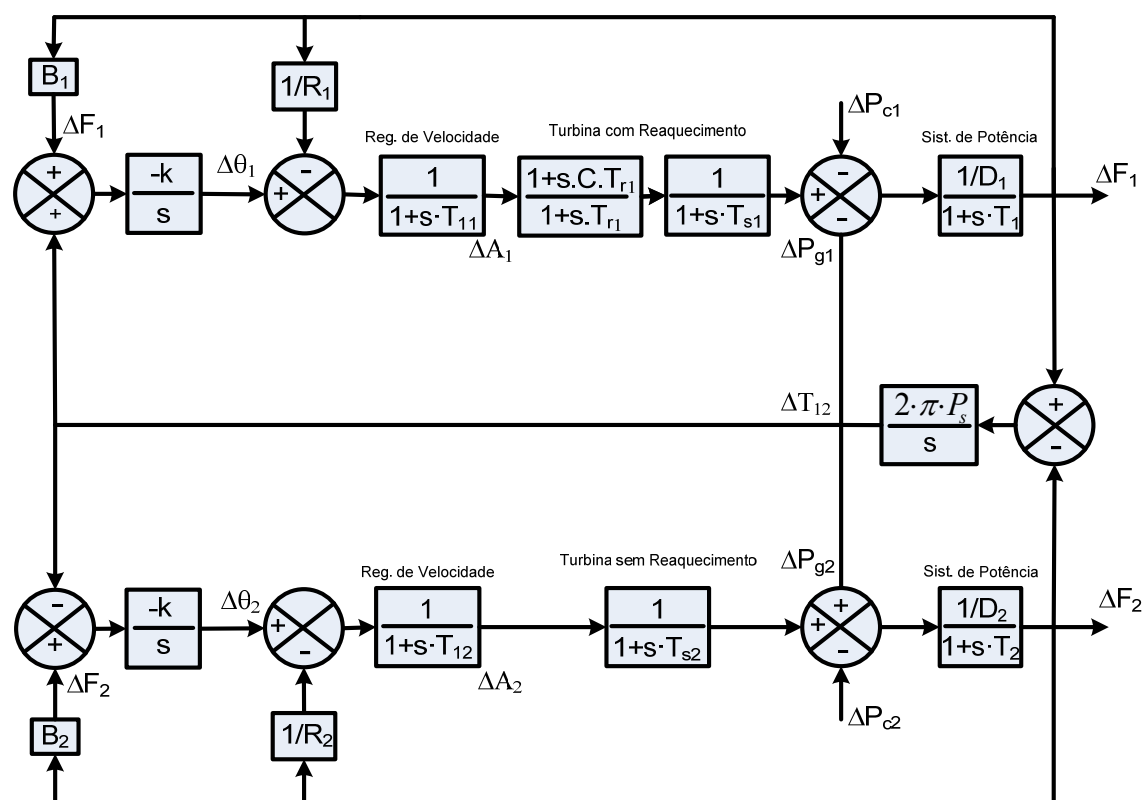 B₁
1/R₁
ΔF₁
ΔPc1
Reg. de Velocidade
Turbina com Reaquecimento
Sist. de Potência
+
+
-k
s
Δθ₁
-
+
1
1+s·T₁₁
1+s.C.Tr1
1+s.Tr1
1
1+s·Ts1
-
+
-
1/D₁
1+s·T₁
ΔF₁
ΔA₁
ΔPg1
ΔT₁₂
2·π·Ps
s
+
-
Reg. de Velocidade
Turbina sem Reaquecimento
ΔPg2
Sist. de Potência
-
+
-k
s
Δθ₂
+
-
1
1+s·T₁₂
1
1+s·Ts2
+
+
-
1/D₂
1+s·T₂
ΔF₂
ΔF₂
ΔA₂
ΔPc2
B₂
1/R₂